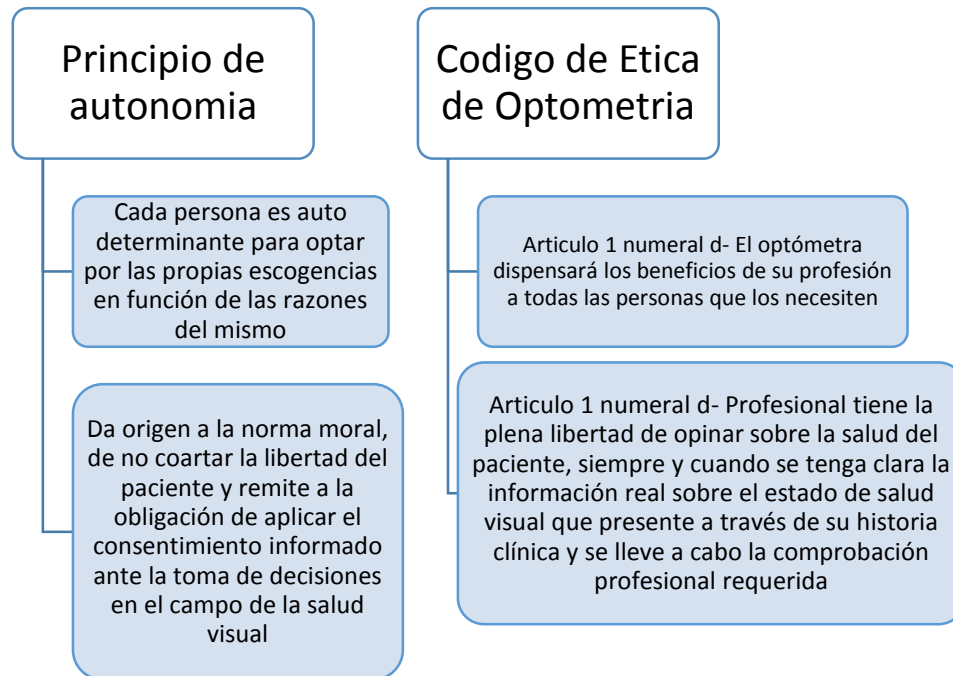 Principio de
autonomia
Cada persona es auto
determinante para optar
por las propias escogencias
en función de las razones
del mismo
Da origen a la norma moral,
de no coartar la libertad del
paciente y remite a la
obligación de aplicar el
consentimiento informado
ante la toma de decisiones
en el campo de la salud
visual
Codigo de Etica
de Optometria
Articulo 1 numeral d- El optómetra
dispensará los beneficios de su profesión
a todas las personas que los necesiten
Articulo 1 numeral d- Profesional tiene la
plena libertad de opinar sobre la salud del
paciente, siempre y cuando se tenga clara la
información real sobre el estado de salud
visual que presente a través de su historia
clínica y se lleve a cabo la comprobación
profesional requerida